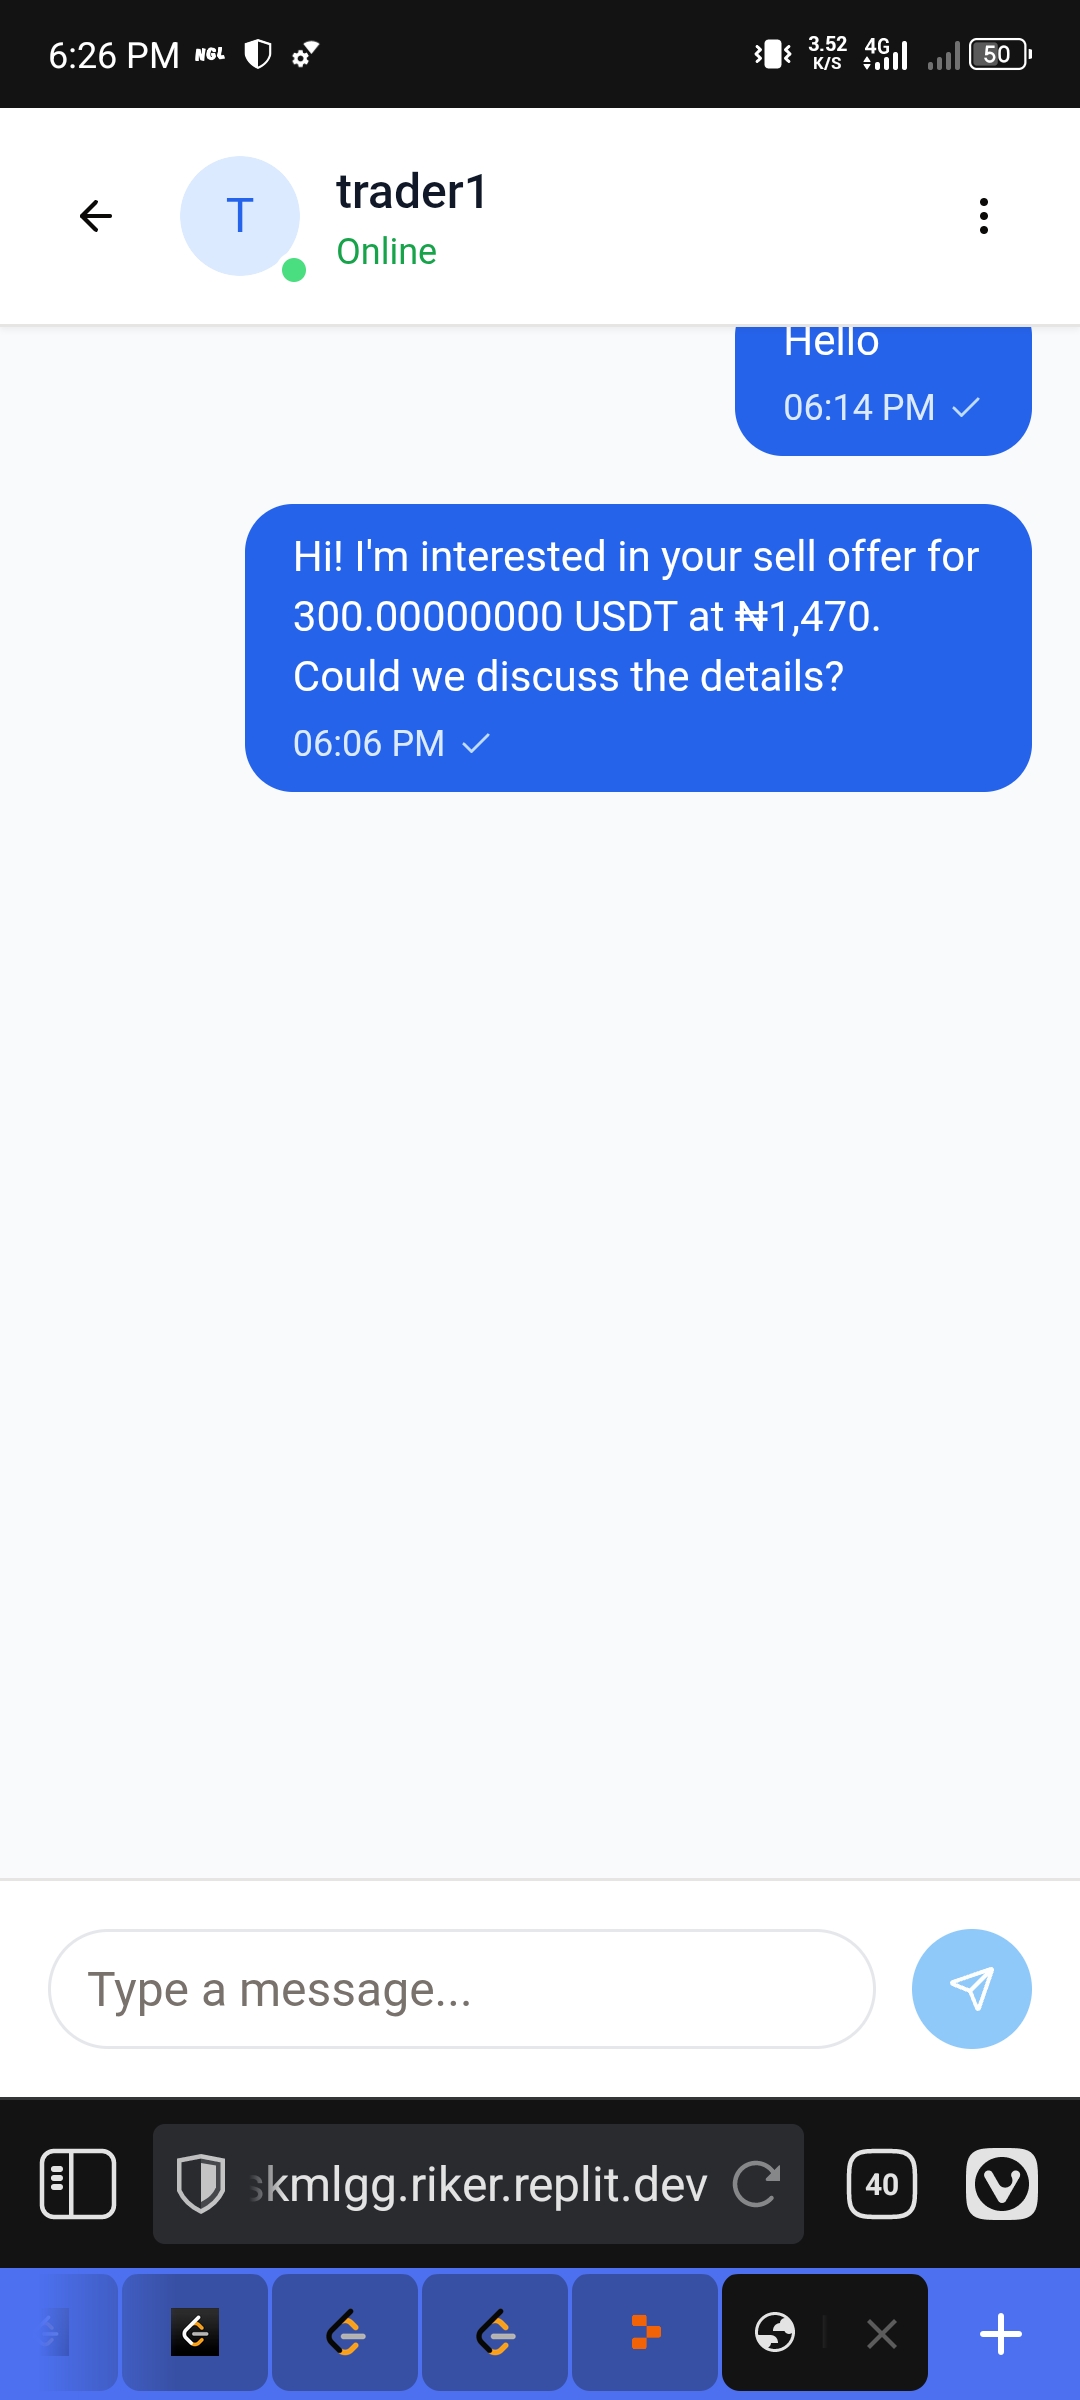 6:26 PM NGL 3.52 K/S 4G 50
T
trader1
Online
Hello
06:14 PM
Hi! I'm interested in your sell offer for
300.00000000 USDT at ₦1,470.
Could we discuss the details?
06:06 PM
Type a message...
skmlgg.riker.replit.dev
40